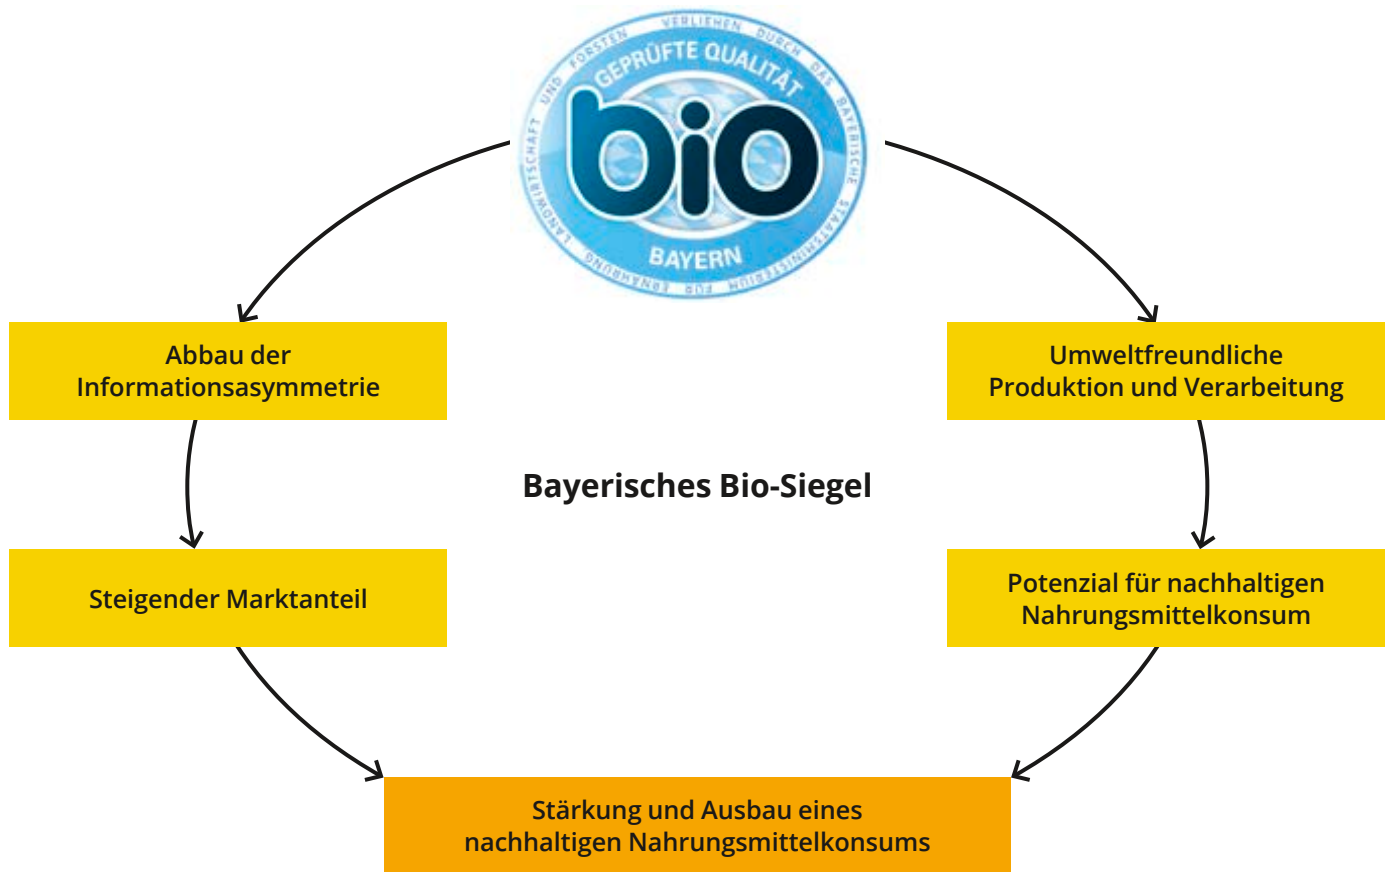 VERLIEHEN DURCH DAS BAYERISCHE STAATSMINISTERIUM FÜR ERNÄHRUNG, LANDWIRTSCHAFT UND FORSTEN
GEPRÜFTE QUALITÄT
bio
BAYERN
Abbau der
Informationsasymmetrie
Umweltfreundliche
Produktion und Verarbeitung
Bayerisches Bio-Siegel
Steigender Marktanteil
Potenzial für nachhaltigen
Nahrungsmittelkonsum
Stärkung und Ausbau eines
nachhaltigen Nahrungsmittelkonsums